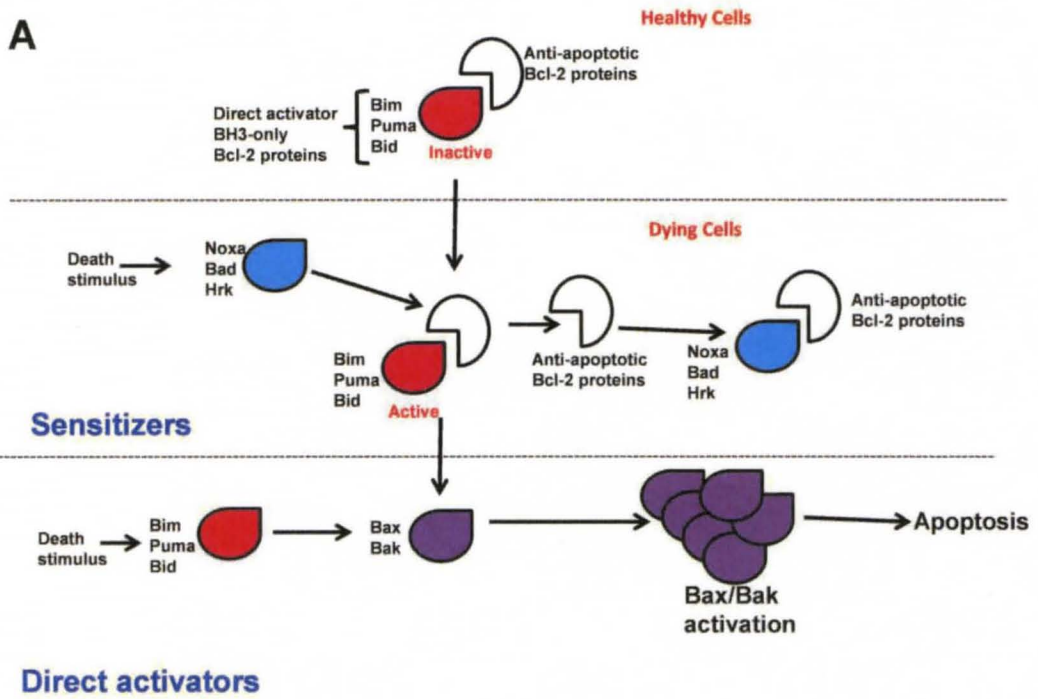 A
Healthy Cells
Anti-apoptotic
Bcl-2 proteins
Direct activator
BH3-only
Bcl-2 proteins
Bim
Puma
Bid
Inactive
Dying Cells
Death
stimulus
Noxa
Bad
Hrk
Bim
Puma
Bid
Active
Anti-apoptotic
Bcl-2 proteins
Noxa
Bad
Hrk
Anti-apoptotic
Bcl-2 proteins
Sensitizers
Death
stimulus
Bim
Puma
Bid
Bax
Bak
Bax/Bak
activation
Apoptosis
Direct activators